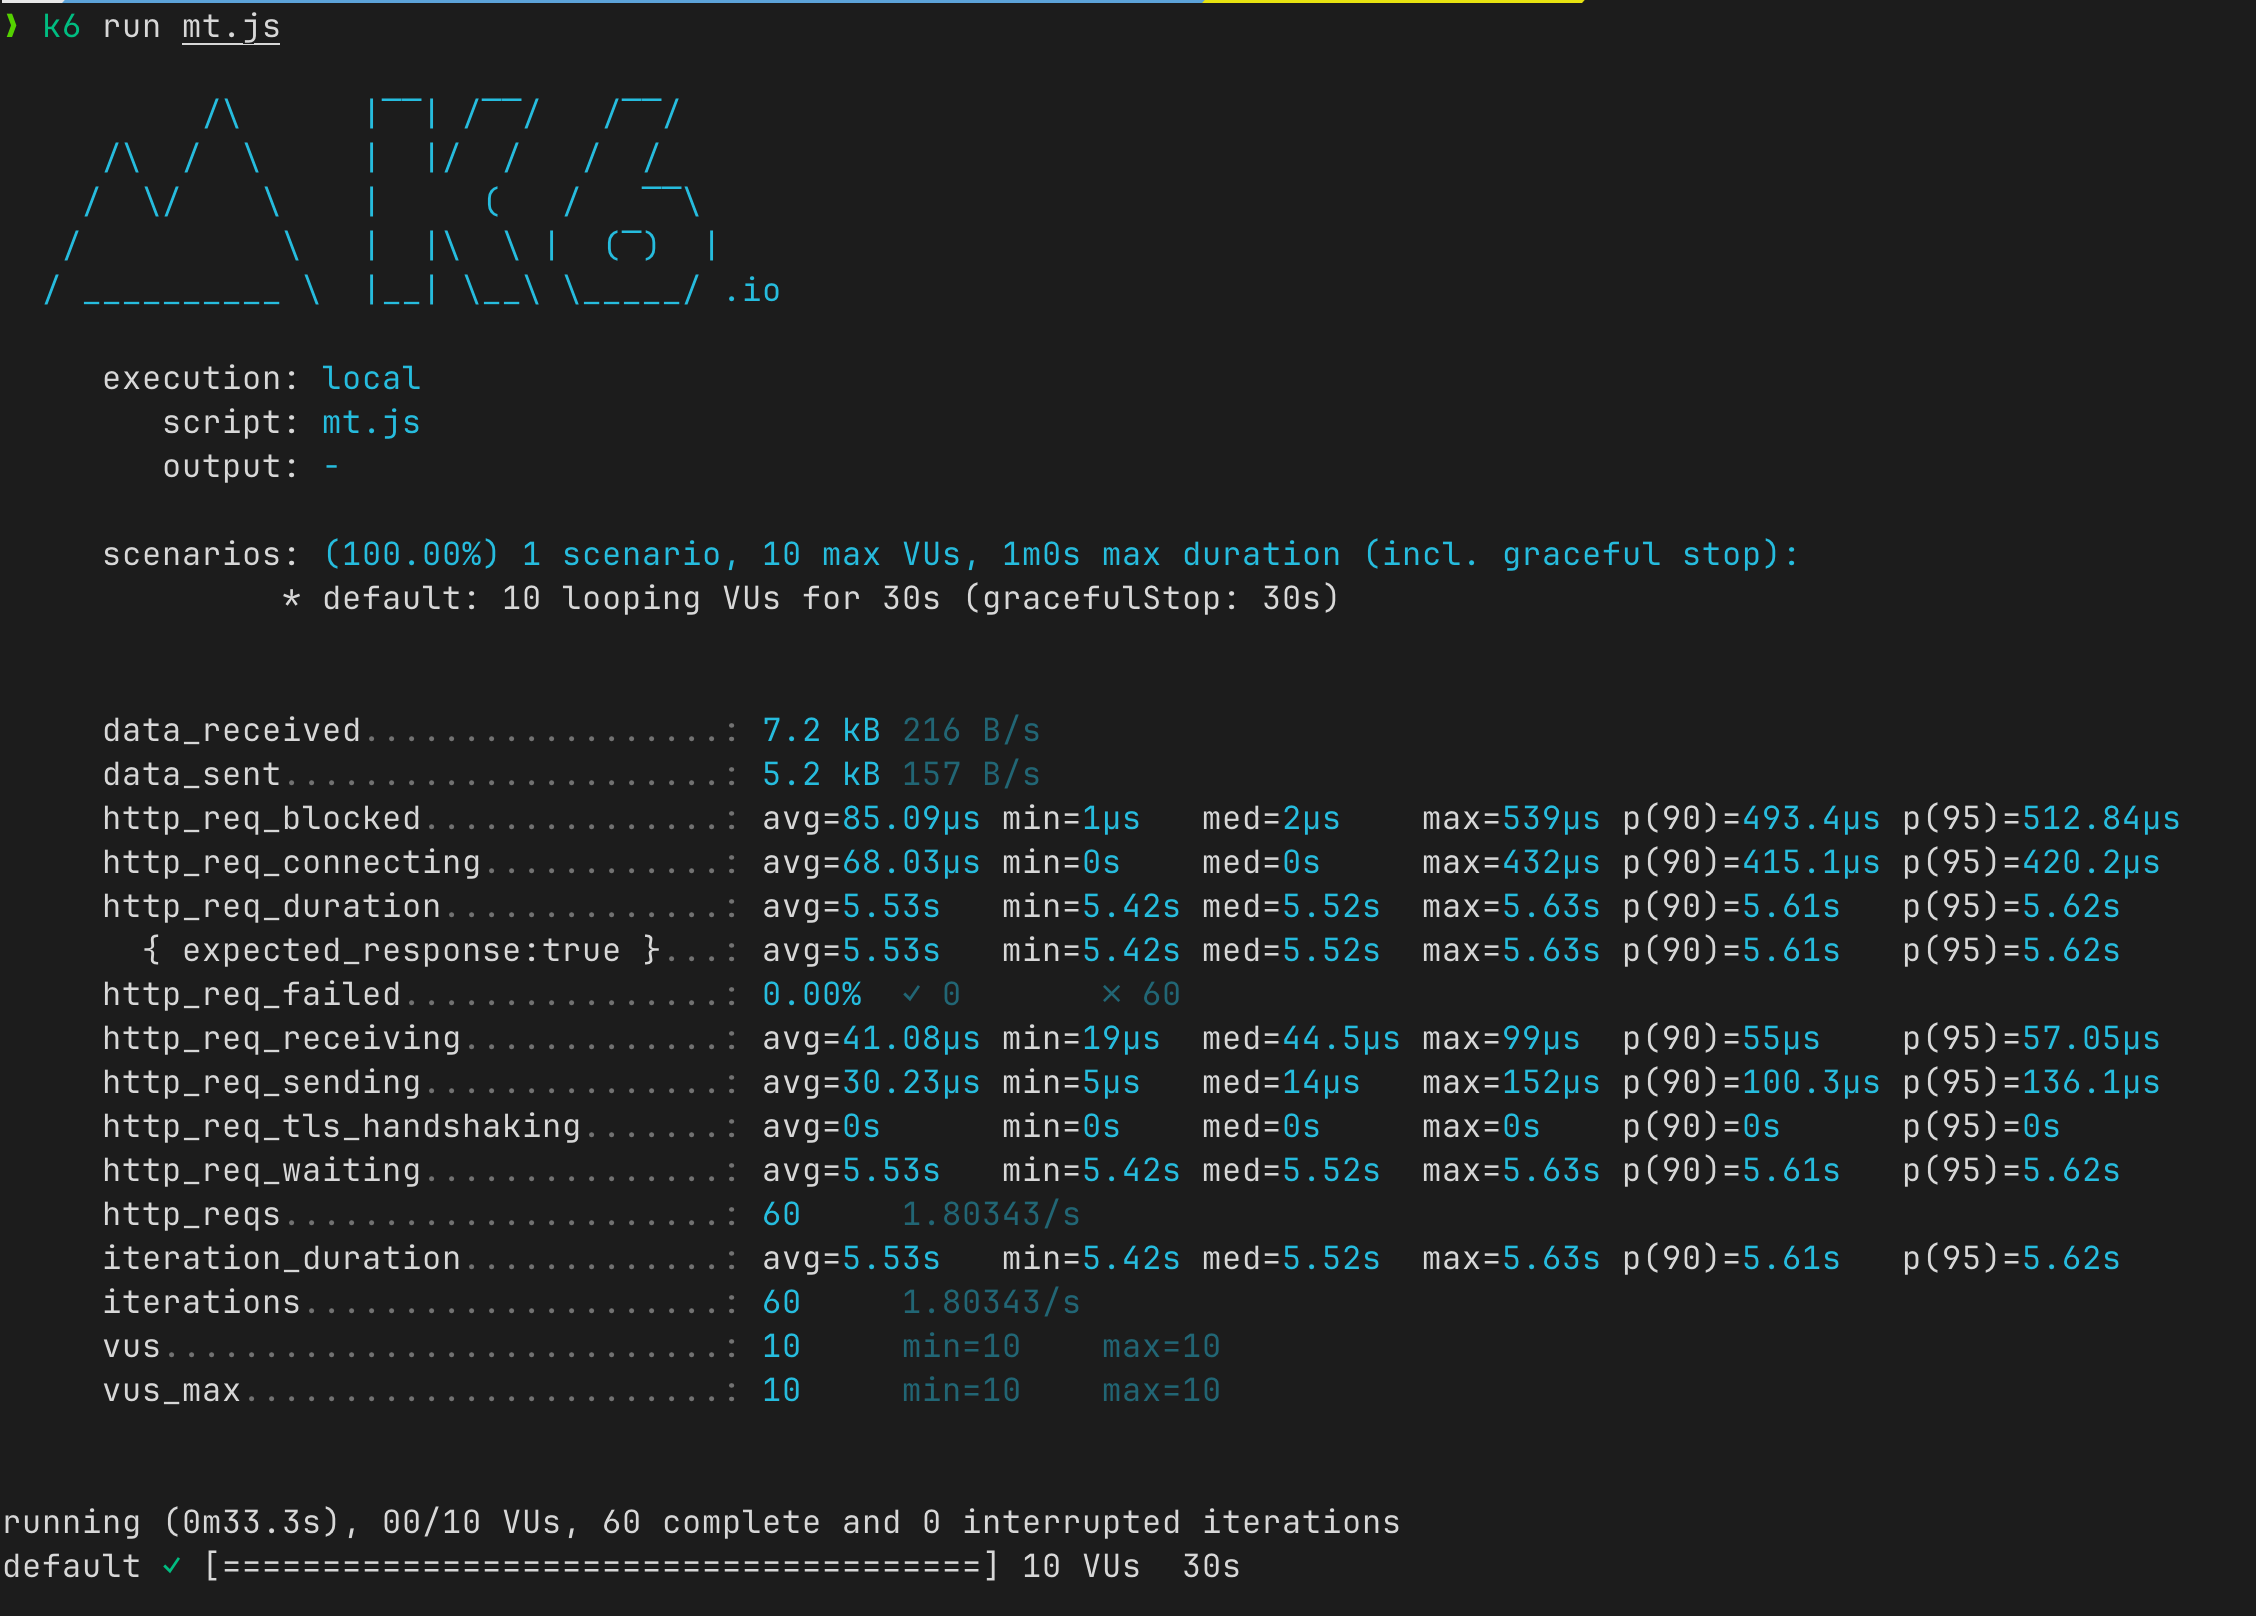 ❯ k6 run mt.js
          /\      |‾‾| /‾‾/   /‾‾/
     /\  /  \     |  |/  /   /  /
    /  \/    \    |     (   /   ‾‾\
   /          \   |  |\  \ |  (‾)  |
  / __________ \  |__| \__\ \_____/ .io
execution: local
script: mt.js
output: -
scenarios: (100.00%) 1 scenario, 10 max VUs, 1m0s max duration (incl. graceful stop):
* default: 10 looping VUs for 30s (gracefulStop: 30s)
data_received..................: 7.2 kB 216 B/s
data_sent......................: 5.2 kB 157 B/s
http_req_blocked...............: avg=85.09µs min=1µs   med=2µs    max=539µs p(90)=493.4µs p(95)=512.84µs
http_req_connecting............: avg=68.03µs min=0s    med=0s     max=432µs p(90)=415.1µs p(95)=420.2µs
http_req_duration..............: avg=5.53s   min=5.42s med=5.52s  max=5.63s p(90)=5.61s   p(95)=5.62s
{ expected_response:true }...: avg=5.53s   min=5.42s med=5.52s  max=5.63s p(90)=5.61s   p(95)=5.62s
http_req_failed................: 0.00%  ✓ 0       ✗ 60
http_req_receiving.............: avg=41.08µs min=19µs  med=44.5µs max=99µs  p(90)=55µs    p(95)=57.05µs
http_req_sending...............: avg=30.23µs min=5µs   med=14µs   max=152µs p(90)=100.3µs p(95)=136.1µs
http_req_tls_handshaking.......: avg=0s      min=0s    med=0s     max=0s    p(90)=0s      p(95)=0s
http_req_waiting...............: avg=5.53s   min=5.42s med=5.52s  max=5.63s p(90)=5.61s   p(95)=5.62s
http_reqs......................: 60     1.80343/s
iteration_duration.............: avg=5.53s   min=5.42s med=5.52s  max=5.63s p(90)=5.61s   p(95)=5.62s
iterations.....................: 60     1.80343/s
vus............................: 10     min=10    max=10
vus_max........................: 10     min=10    max=10
running (0m33.3s), 00/10 VUs, 60 complete and 0 interrupted iterations
default ✓ [======================================] 10 VUs  30s